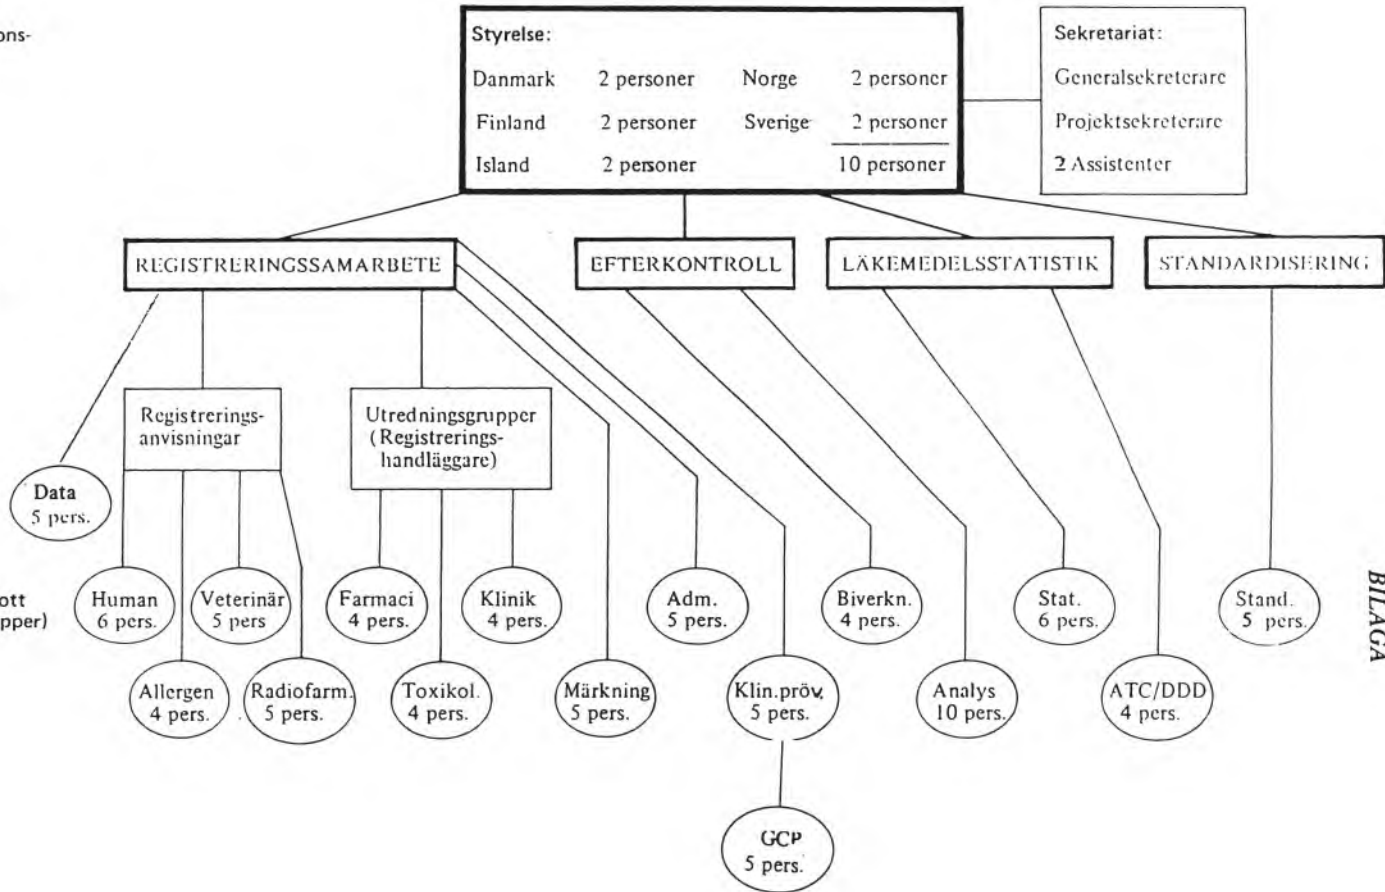 ons-
Styrelse:
Danmark 2 personer Norge 2 personer
Finland 2 personer Sverige 2 personer
Island 2 personer 10 personer
Sekretariat:
Generalsekreterare
Projektsekreterare
2 Assistenter
REGISTRERINGSSAMARBETE
EFTERKONTROLL
LÄKEMEDELSSTATISTIK
STANDARDISERING
Registrerings-
anvisningar
Utredningsgrupper
(Registrerings-
handläggare)
Data
5 pers.
ott
pper)
Human
6 pers.
Veterinär
5 pers
Farmaci
4 pers.
Klinik
4 pers.
Adm.
5 pers.
Biverkn.
4 pers.
Stat.
6 pers.
Stand.
5 pers.
Allergen
4 pers.
Radiofarm.
5 pers.
Toxikol.
4 pers.
Märkning
5 pers.
Klin.pröv.
5 pers.
Analys
10 pers.
ATC/DDD
4 pers.
GCP
5 pers.
BILAGA